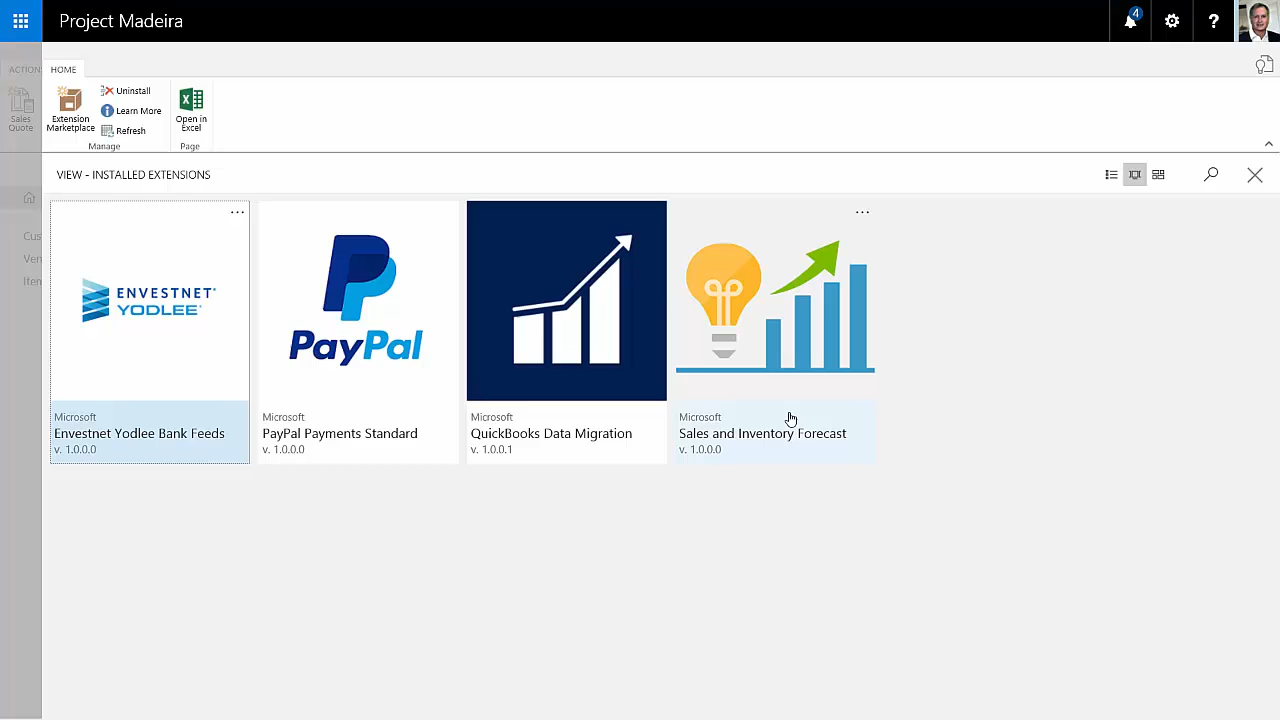 Project Madeira
4
?
ACTION
HOME
Sales
Quote
Extension
Marketplace
Uninstall
Learn More
Refresh
Manage
Open in
Excel
Page
VIEW - INSTALLED EXTENSIONS
Cus
Ven
Item
ENVESTNET
YODLEE
PayPal
Microsoft
Envestnet Yodlee Bank Feeds
v. 1.0.0.0
Microsoft
PayPal Payments Standard
v. 1.0.0.0
Microsoft
QuickBooks Data Migration
v. 1.0.0.1
Microsoft
Sales and Inventory Forecast
v. 1.0.0.0